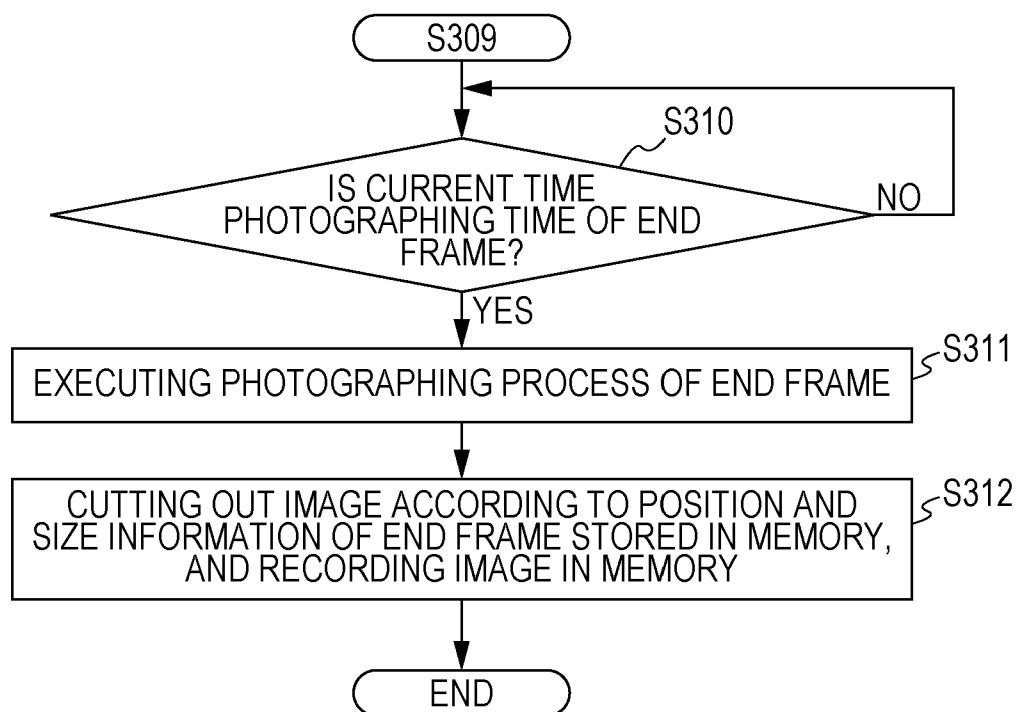 S309
S310
IS CURRENT TIME
PHOTOGRAPHING TIME OF END
FRAME?
NO
YES
S311
EXECUTING PHOTOGRAPHING PROCESS OF END FRAME
S312
CUTTING OUT IMAGE ACCORDING TO POSITION AND
SIZE INFORMATION OF END FRAME STORED IN MEMORY,
AND RECORDING IMAGE IN MEMORY
END